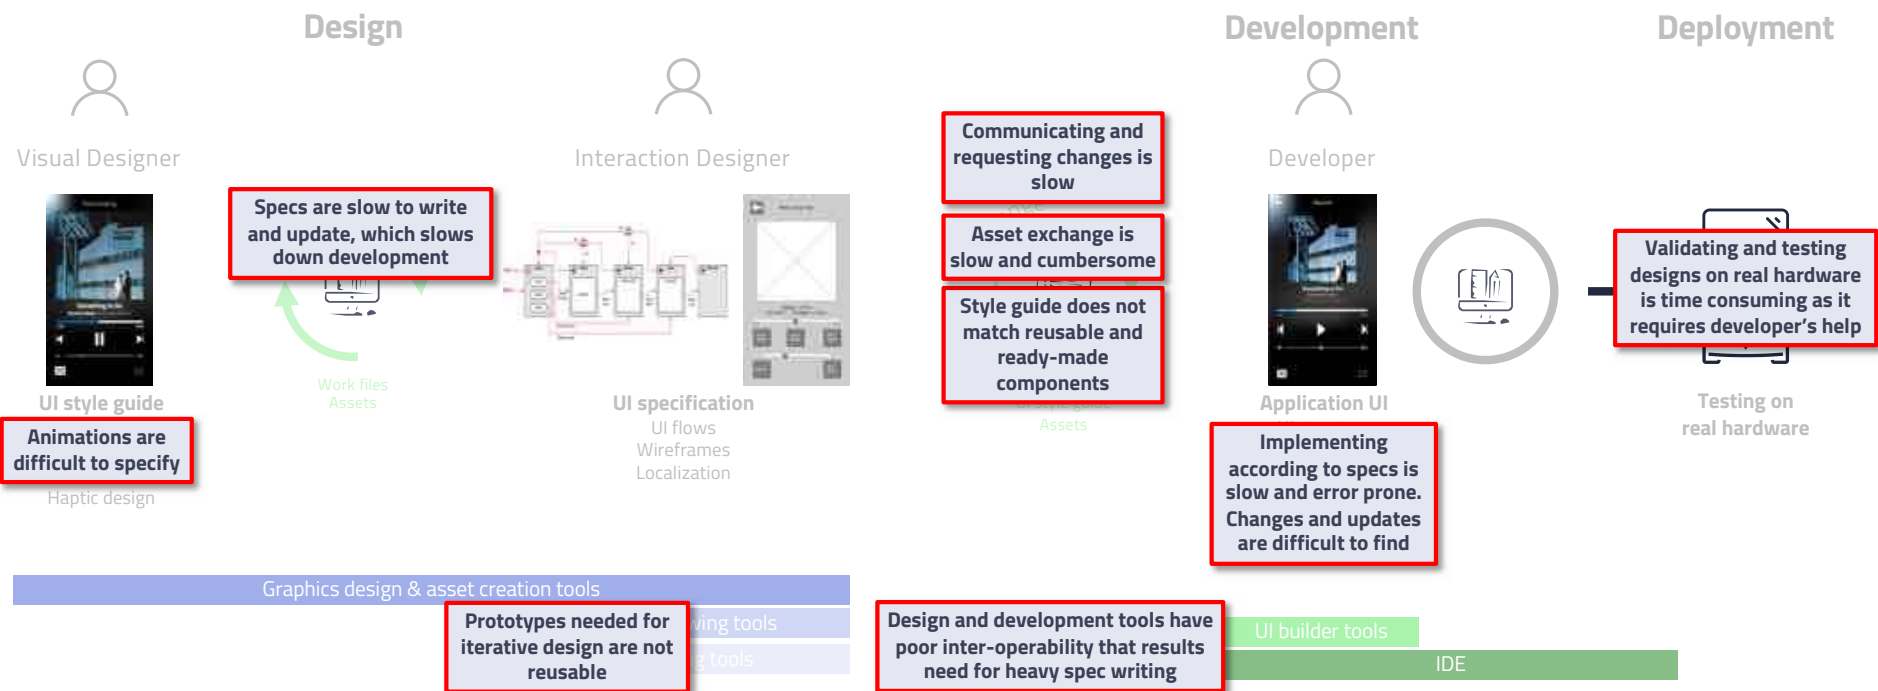 Design
Development
Deployment
Visual Designer
Interaction Designer
Developer
Communicating and
requesting changes is
slow
Specs are slow to write
and update, which slows
down development
Asset exchange is
slow and cumbersome
Style guide does not
match reusable and
ready-made
components
Validating and testing
designs on real hardware
is time consuming as it
requires developer's help
Work files
Assets
UI style guide
Animations are
difficult to specify
Haptic design
UI specification
UI flows
Wireframes
Localization
Assets
Application UI
Implementing
according to specs is
slow and error prone.
Changes and updates
are difficult to find
Testing on
real hardware
Graphics design & asset creation tools
Prototypes needed for
iterative design are not
reusable
tools
tools
Design and development tools have
poor inter-operability that results
need for heavy spec writing
UI builder tools
IDE